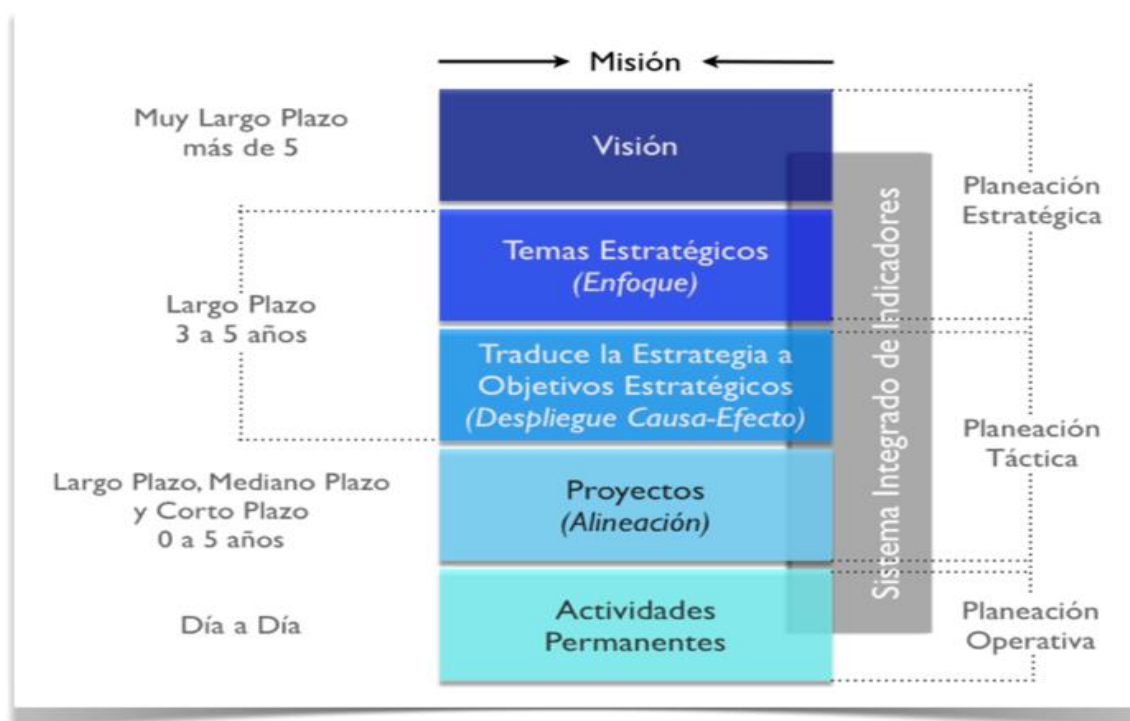 Misión
Muy Largo Plazo
más de 5
Visión
Planeación
Estratégica
Temas Estratégicos
(Enfoque)
Largo Plazo
3 a 5 años
Traduce la Estrategia a
Objetivos Estratégicos
(Despliegue Causa-Efecto)
Sistema Integrado de Indicadores
Planeación
Táctica
Largo Plazo, Mediano Plazo
y Corto Plazo
0 a 5 años
Proyectos
(Alineación)
Día a Día
Actividades
Permanentes
Planeación
Operativa